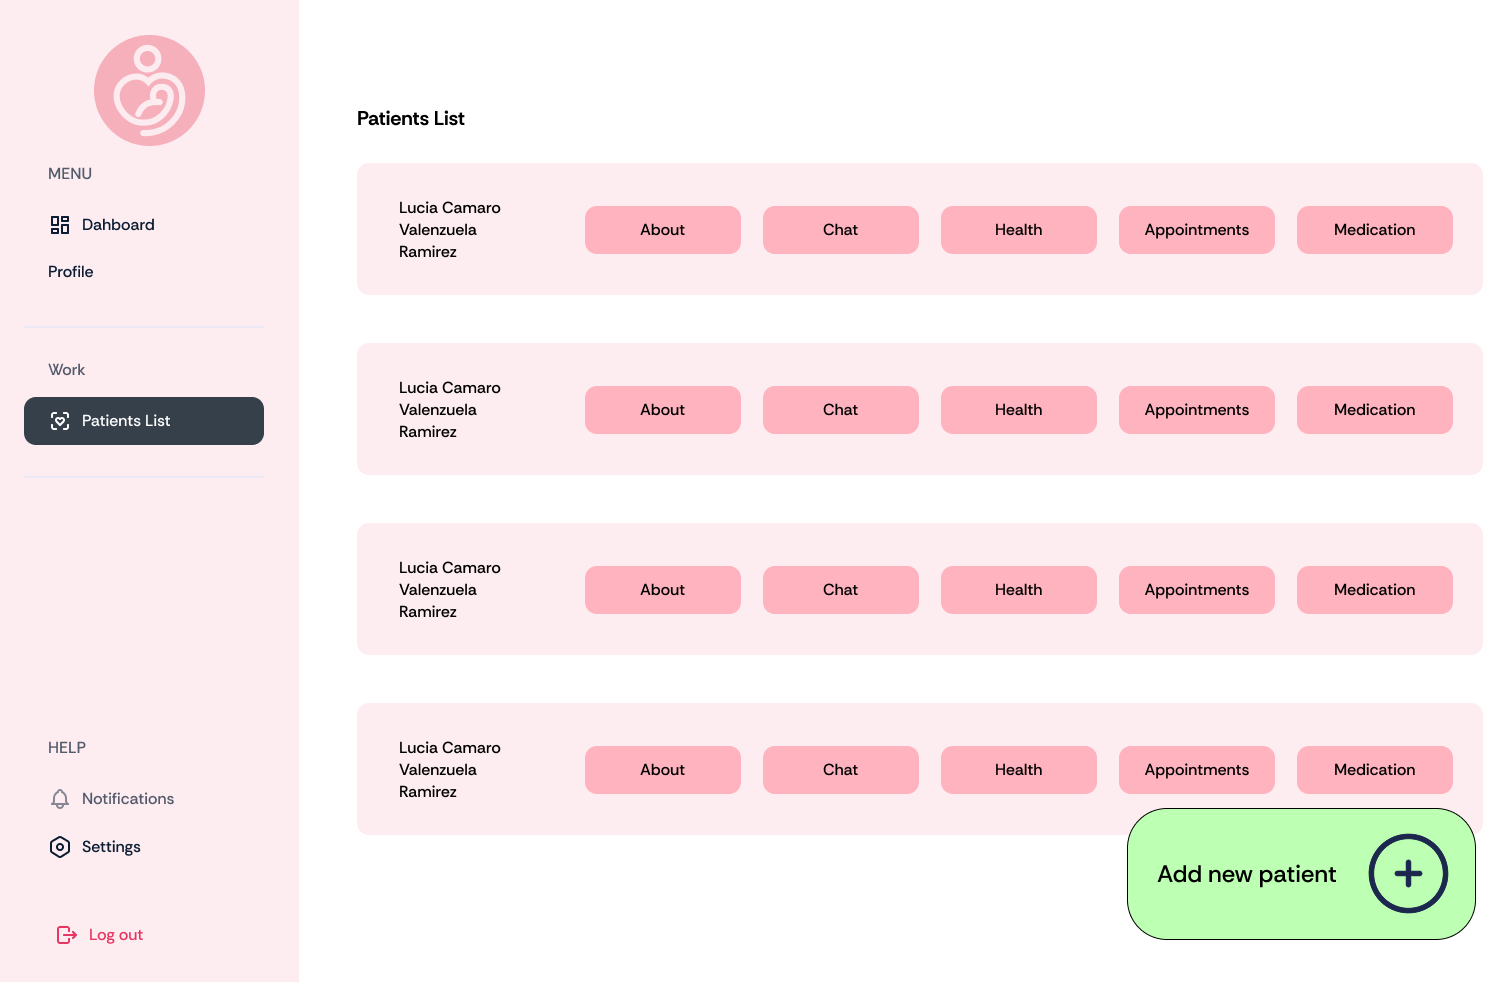 MENU
Dahboard
Profile
Work
Patients List
HELP
Notifications
Settings
Log out
Patients List
Lucia Camaro
Valenzuela
Ramirez
About Chat Health Appointments Medication
Lucia Camaro
Valenzuela
Ramirez
About Chat Health Appointments Medication
Lucia Camaro
Valenzuela
Ramirez
About Chat Health Appointments Medication
Lucia Camaro
Valenzuela
Ramirez
About Chat Health Appointments Medication
Add new patient